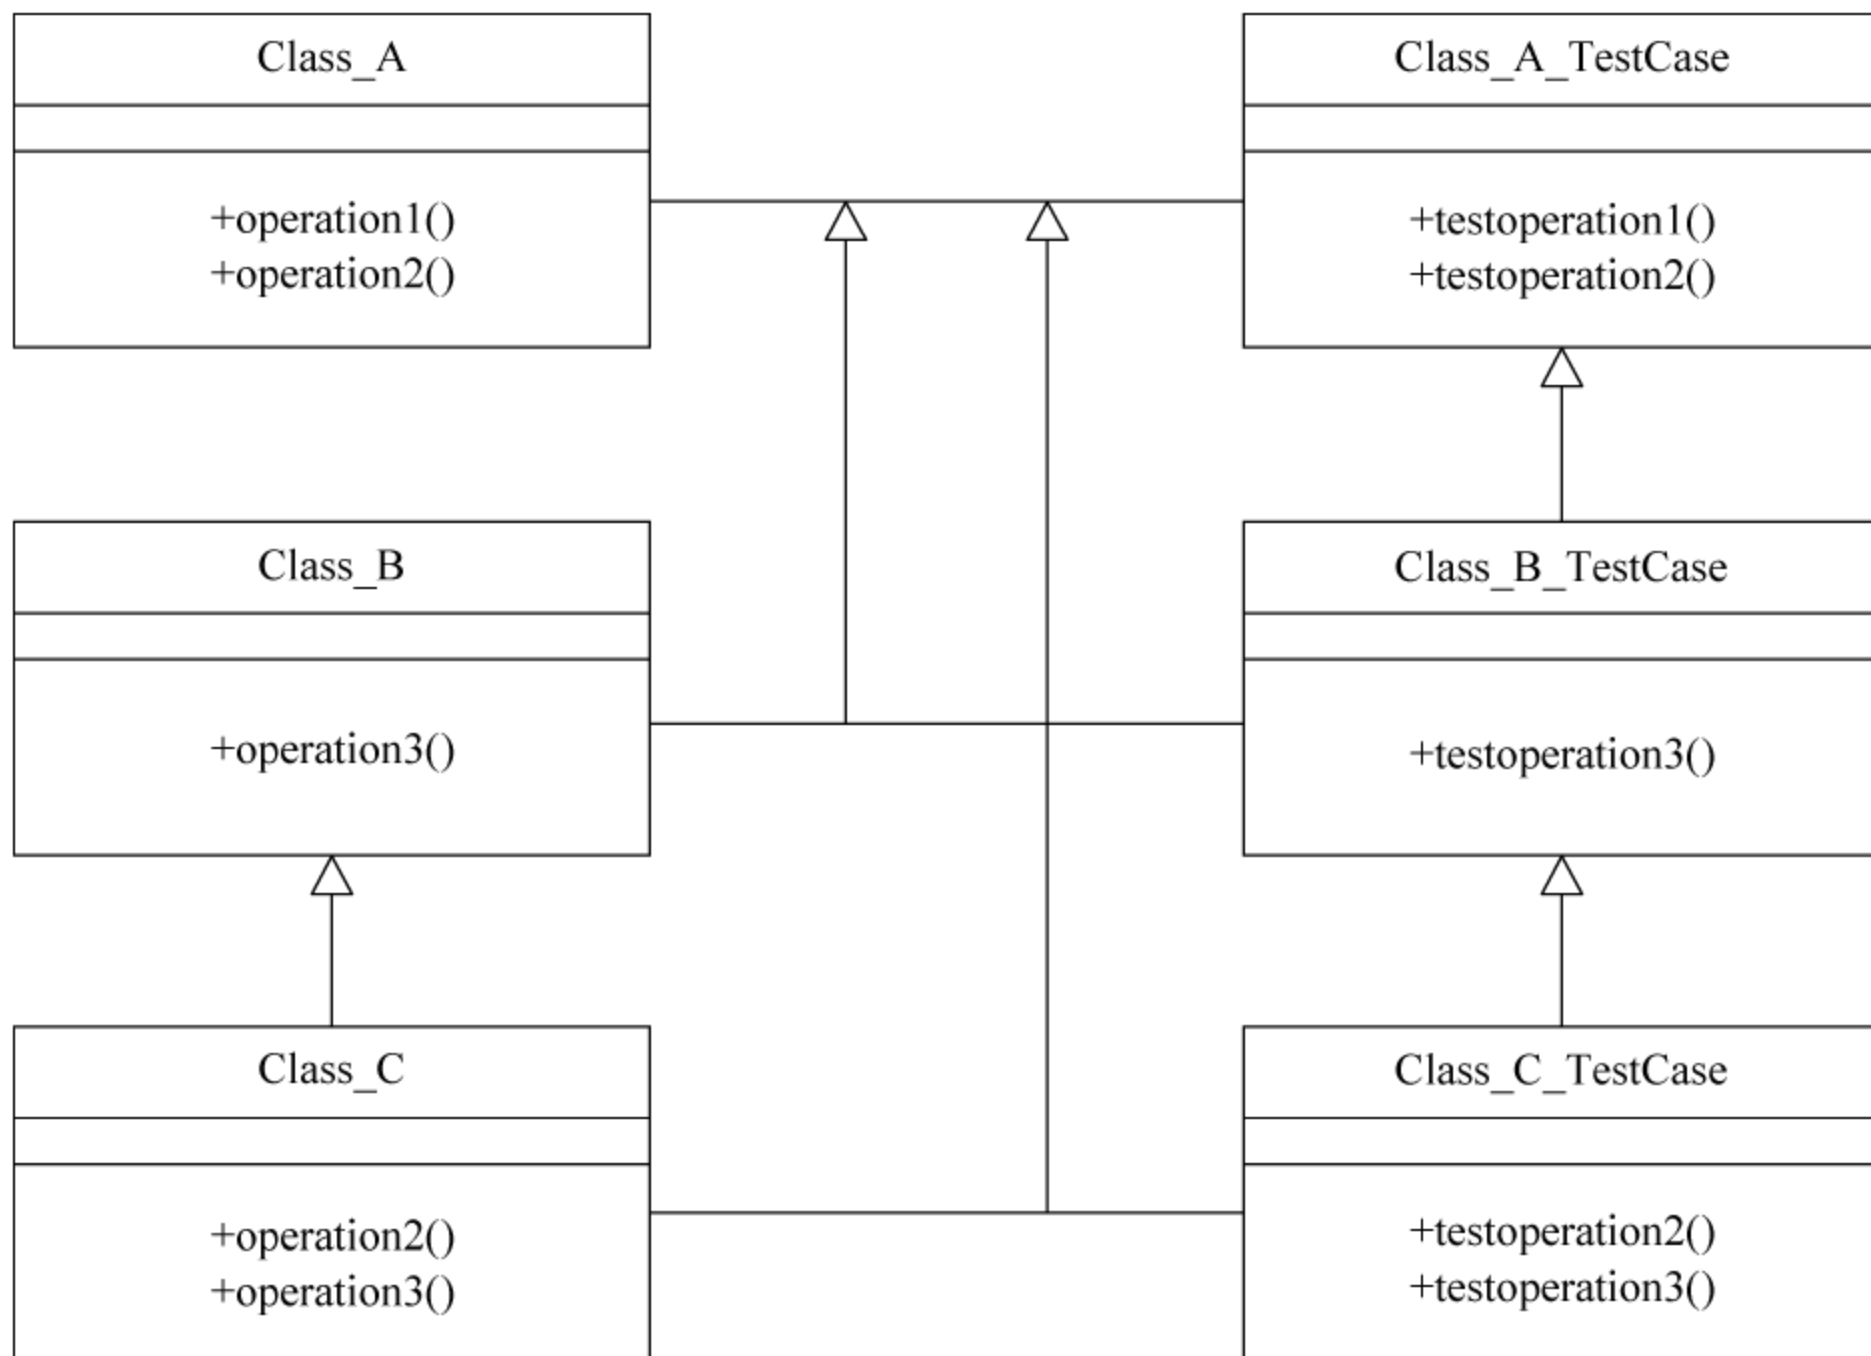 Class_A
+operation1()
+operation2()
Class_A_TestCase
+testoperation1()
+testoperation2()
Class_B
+operation3()
Class_B_TestCase
+testoperation3()
Class_C
+operation2()
+operation3()
Class_C_TestCase
+testoperation2()
+testoperation3()